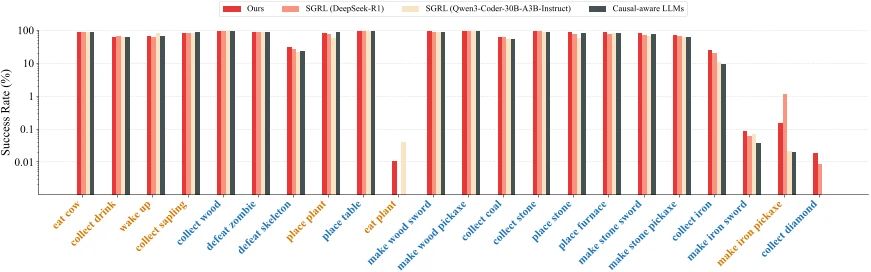 Ours SGRL (DeepSeek-R1) SGRL (Qwen3-Coder-30B-A3B-Instruct) Causal-aware LLMs
Success Rate (%)
100
10
1
0.1
0.01
eat cow
collect drink
wake up
collect sapling
collect wood
defeat zombie
defeat skeleton
place plant
place table
eat plant
make wood sword
make wood pickaxe
collect coal
collect stone
place stone
place furnace
make stone sword
make stone pickaxe
collect iron
make iron sword
make iron pickaxe
collect diamond